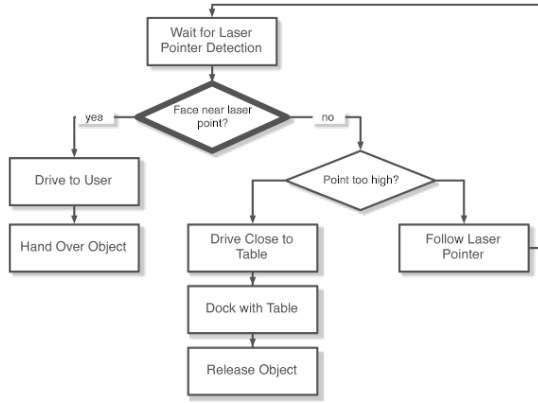 Wait for Laser
Pointer Detection
Face near laser
point?
yea
no
Point too high?
Drive to User
Drive Close to
Table
Follow Laser
Pointer
Hand Over Object
Dock with Table
Release Object